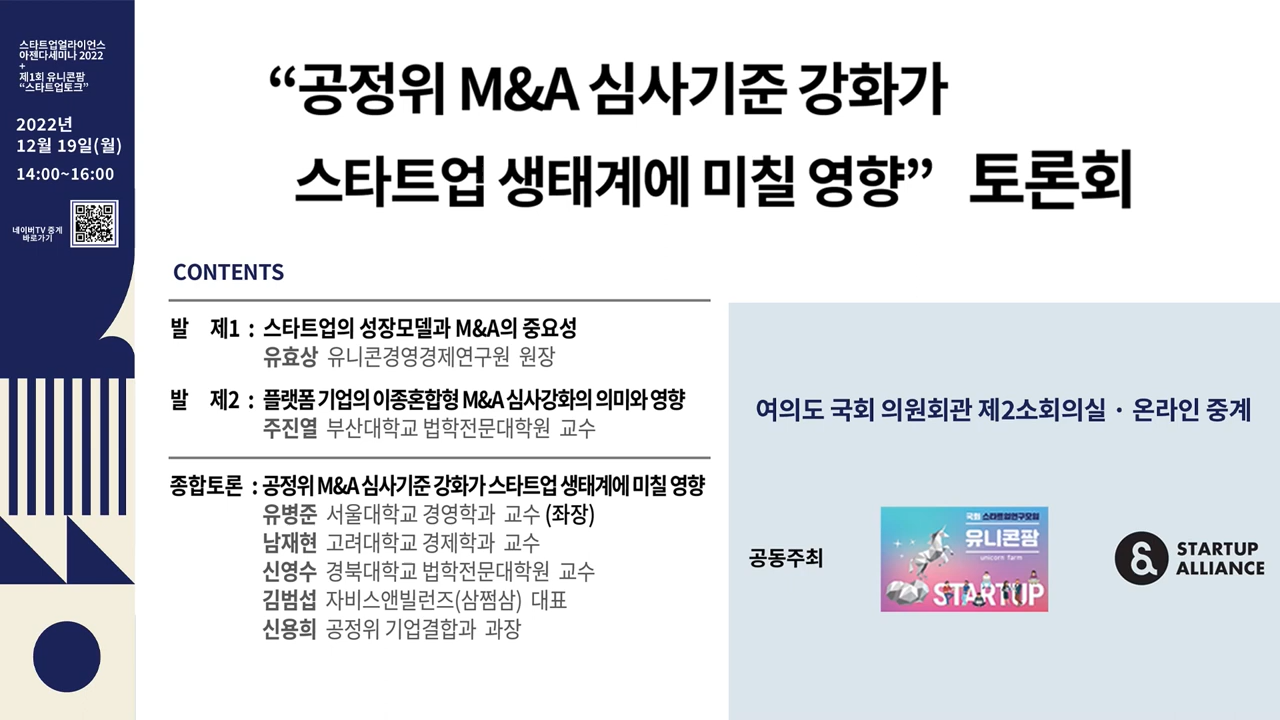 스타트업얼라이언스
아젠다세미나 2022
+
제1회 유니콘팜
“스타트업토크”
2022년
12월 19일(월)
14:00~16:00
네이버TV 중계
바로가기
“공정위 M&A 심사기준 강화가
스타트업 생태계에 미칠 영향” 토론회
CONTENTS
발 제1 : 스타트업의 성장모델과 M&A의 중요성
유효상 유니콘경영경제연구원 원장
발 제2 : 플랫폼 기업의 이종혼합형 M&A 심사강화의 의미와 영향
주진열 부산대학교 법학전문대학원 교수
종합토론 : 공정위 M&A 심사기준 강화가 스타트업 생태계에 미칠 영향
유병준 서울대학교 경영학과 교수 (좌장)
남재현 고려대학교 경제학과 교수
신영수 경북대학교 법학전문대학원 교수
김범섭 자비스앤빌런즈(삼쩜삼) 대표
신용희 공정위 기업결합과 과장
여의도 국회 의원회관 제2소회의실 · 온라인 중계
공동주최
국회 스타트업연구모임
유니콘팜
unicorn farm
STARTUP
STARTUP
ALLIANCE